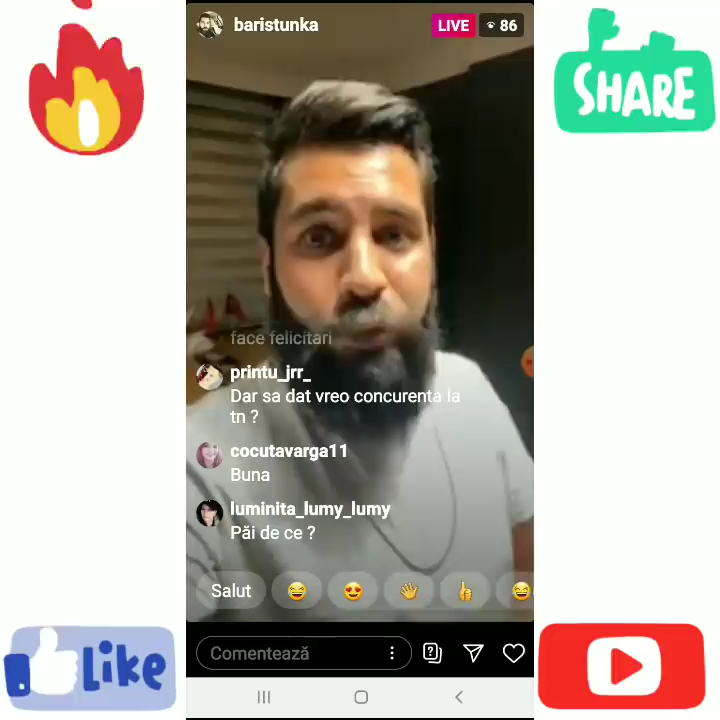 baristunka
LIVE 86
SHARE
face felicitari
printu_jrr_
Dar sa dat vreo concurenta la
tn ?
cocutavarga11
Buna
luminita_lumy_lumy
Păi de ce ?
Salut
Comentează
Like